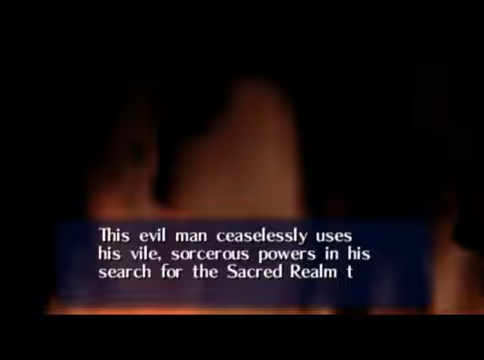 This evil man ceaselessly uses
his vile, sorcerous powers in his
search for the Sacred Realm t